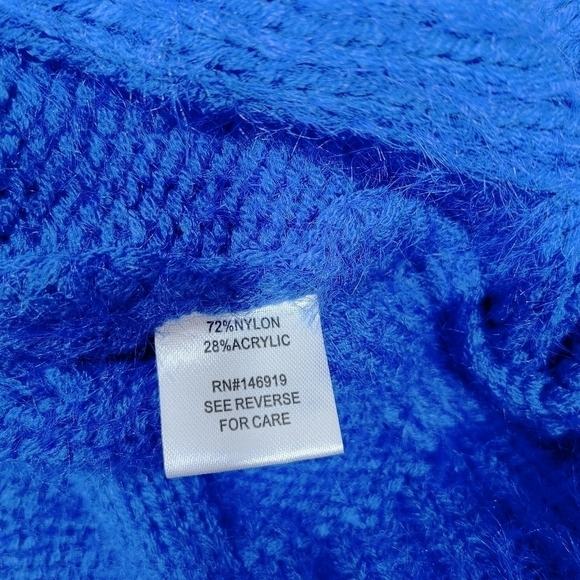 72%NYLON
28%ACRYLIC
RN#146919
SEE REVERSE
FOR CARE